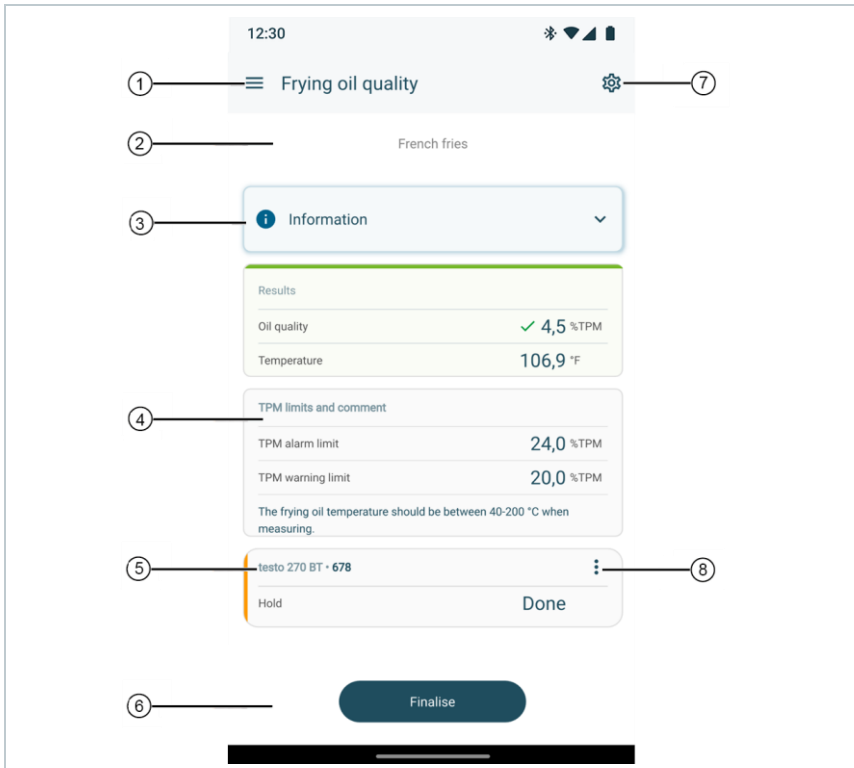 12:30
1 Frying oil quality 7
2 French fries
3 Information
Results
Oil quality 4,5 %TPM
Temperature 106,9 °F
4 TPM limits and comment
TPM alarm limit 24,0 %TPM
TPM warning limit 20,0 %TPM
The frying oil temperature should be between 40-200 °C when
measuring.
5 testo 270 BT • 678 8
Hold Done
6 Finalise